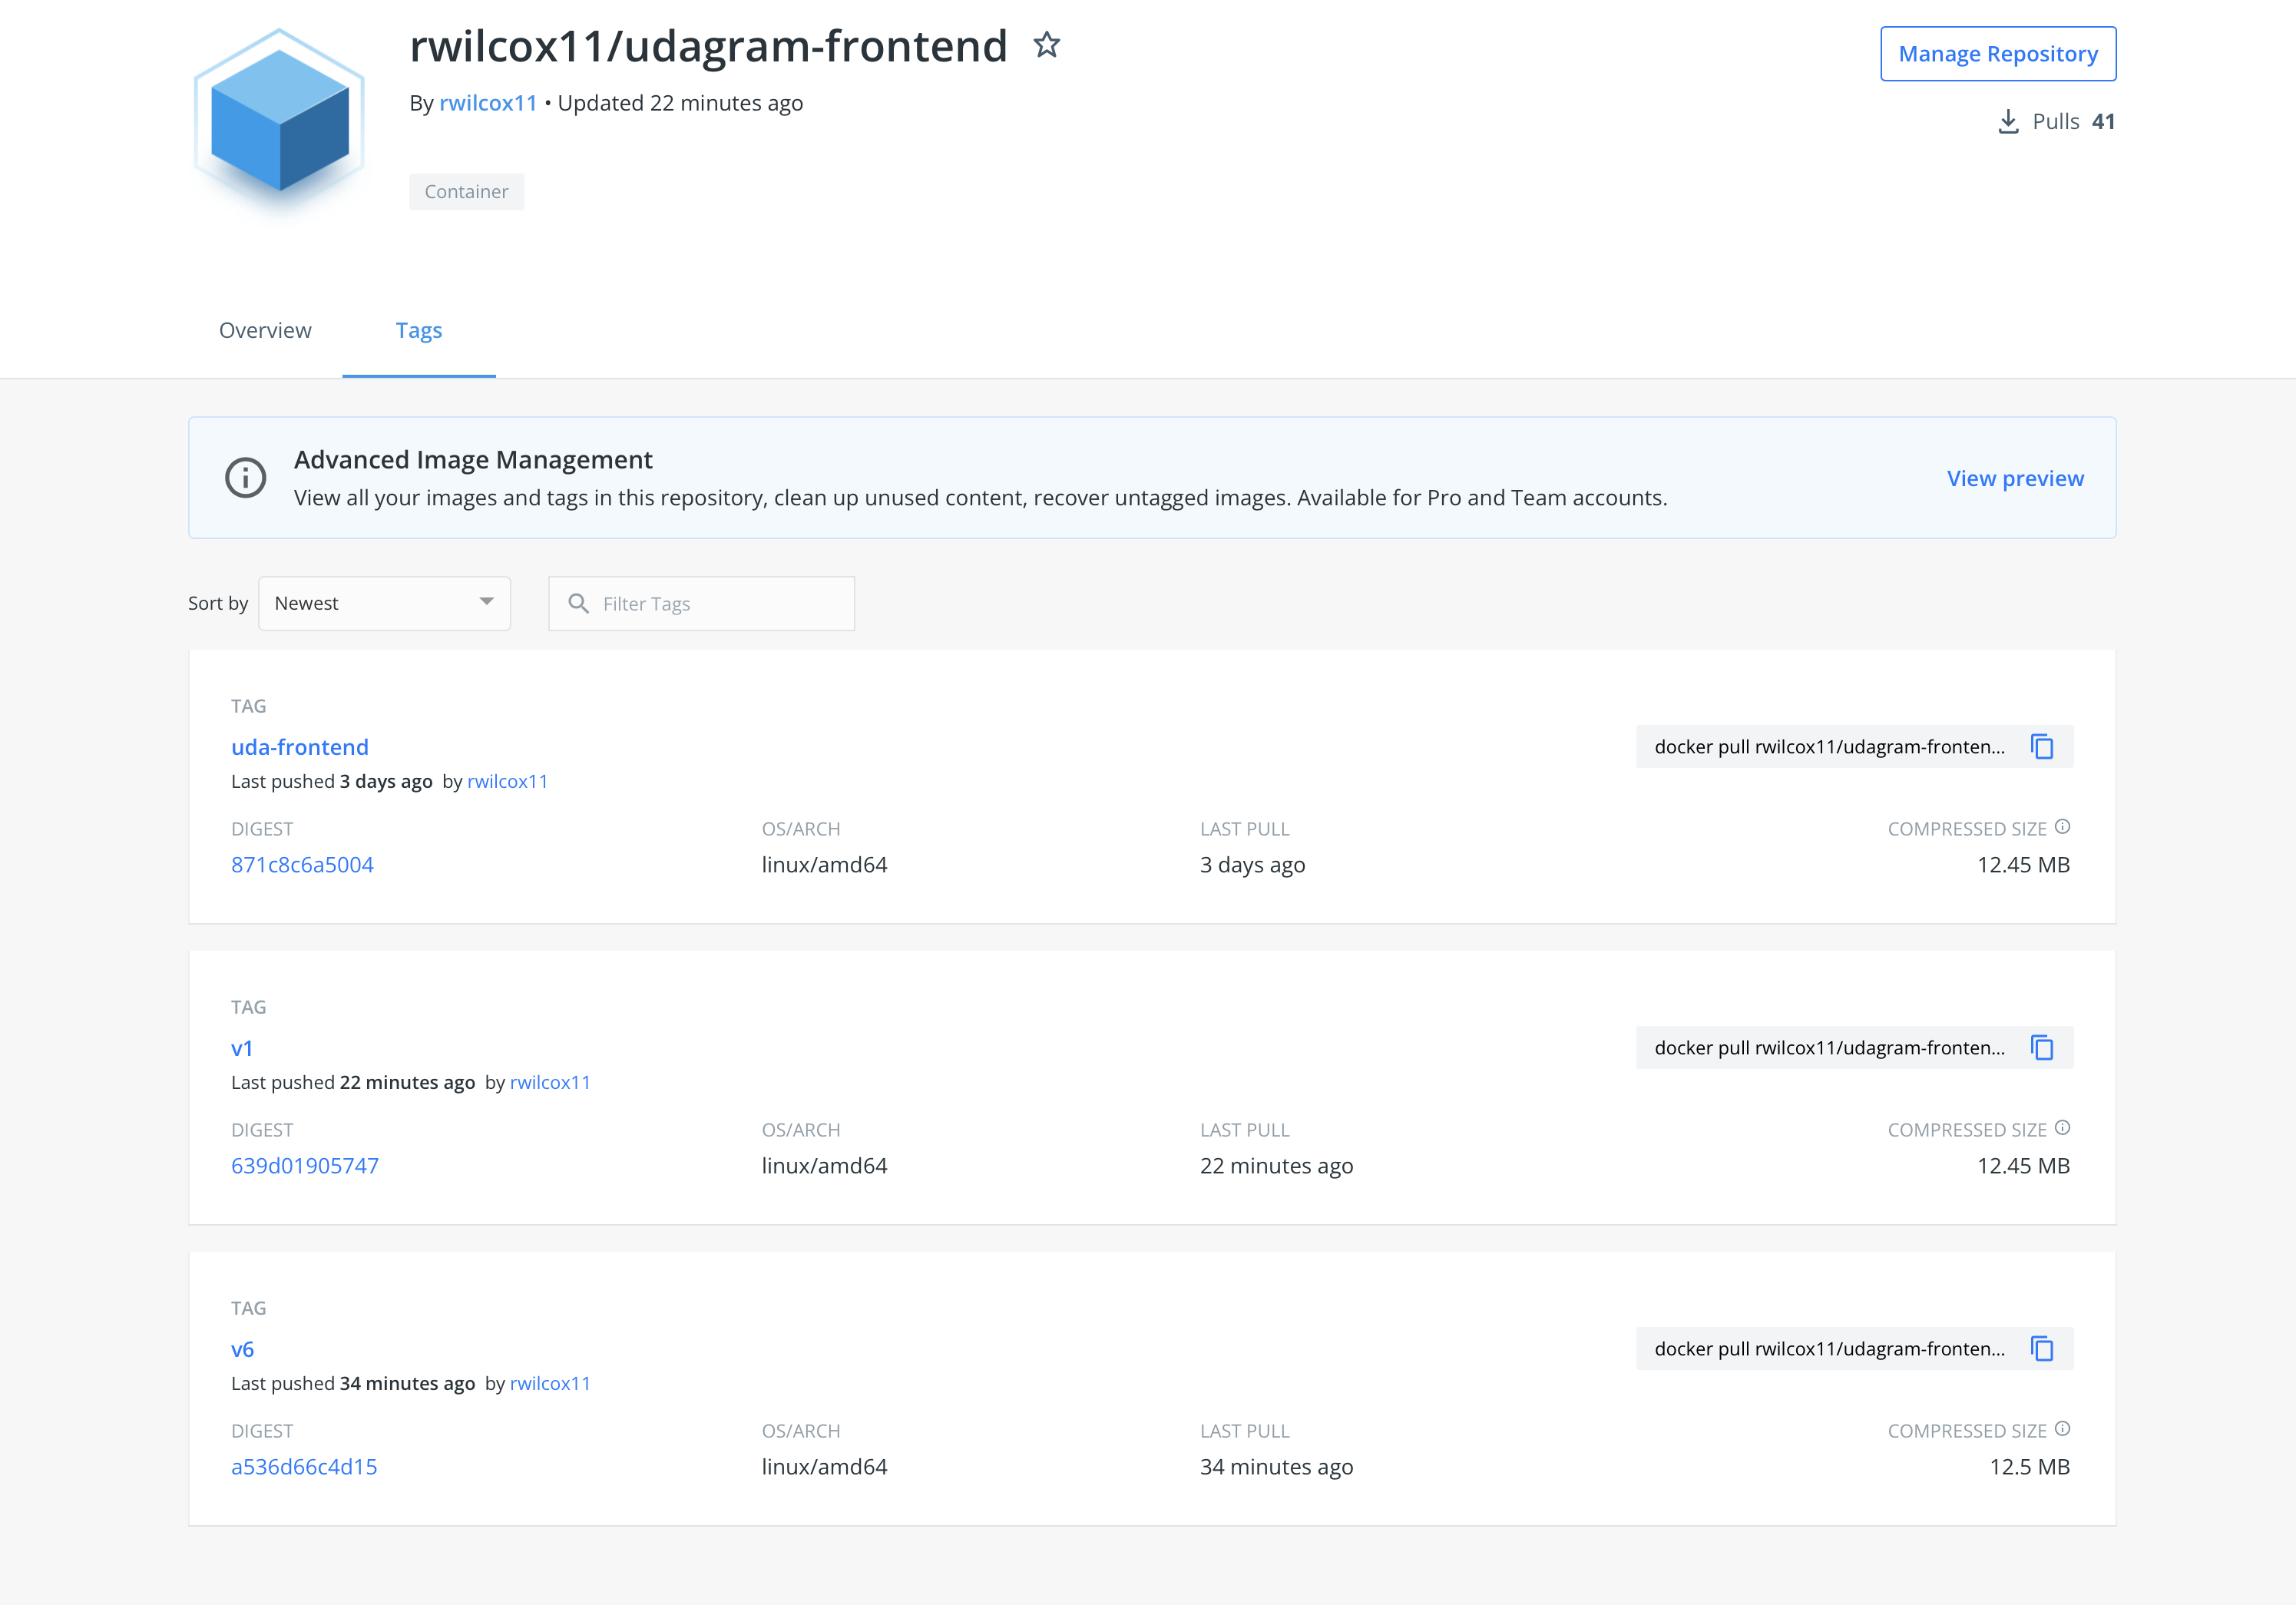 rwilcox11/udagram-frontend
Manage Repository
By rwilcox11 • Updated 22 minutes ago
Pulls 41
Container
Overview
Tags
Advanced Image Management
View all your images and tags in this repository, clean up unused content, recover untagged images. Available for Pro and Team accounts.
View preview
Sort by
Newest
Filter Tags
TAG
uda-frontend
docker pull rwilcox11/udagram-fronten...
Last pushed 3 days ago by rwilcox11
DIGEST
OS/ARCH
LAST PULL
COMPRESSED SIZE
871c8c6a5004
linux/amd64
3 days ago
12.45 MB
TAG
v1
docker pull rwilcox11/udagram-fronten...
Last pushed 22 minutes ago by rwilcox11
DIGEST
OS/ARCH
LAST PULL
COMPRESSED SIZE
639d01905747
linux/amd64
22 minutes ago
12.45 MB
TAG
v6
docker pull rwilcox11/udagram-fronten...
Last pushed 34 minutes ago by rwilcox11
DIGEST
OS/ARCH
LAST PULL
COMPRESSED SIZE
a536d66c4d15
linux/amd64
34 minutes ago
12.5 MB